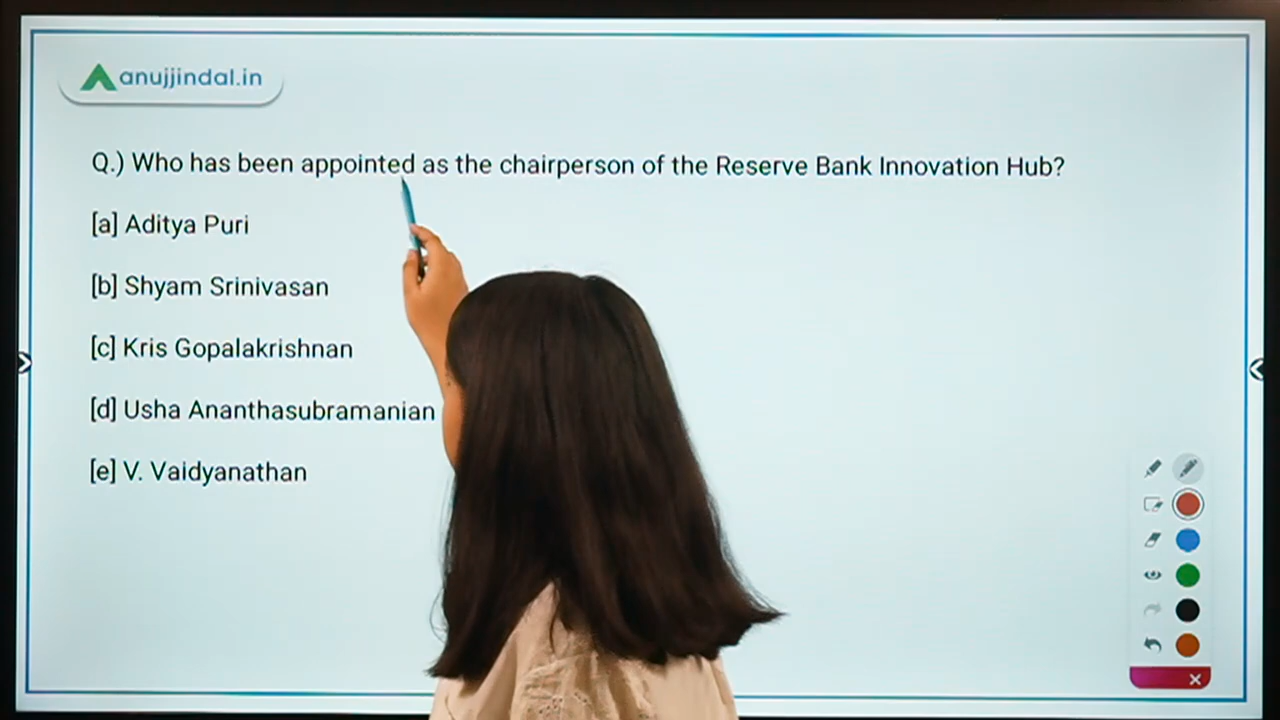 anujjindal.in
Q.) Who has been appointed as the chairperson of the Reserve Bank Innovation Hub?
[a] Aditya Puri
[b] Shyam Srinivasan
[c] Kris Gopalakrishnan
[d] Usha Ananthasubramanian
[e] V. Vaidyanathan